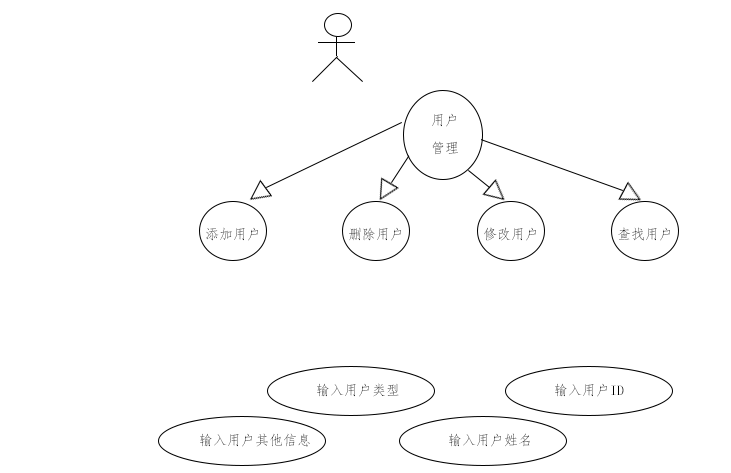 用户
管理
添加用户
删除用户
修改用户
查找用户
输入用户类型
输入用户ID
输入用户其他信息
输入用户姓名